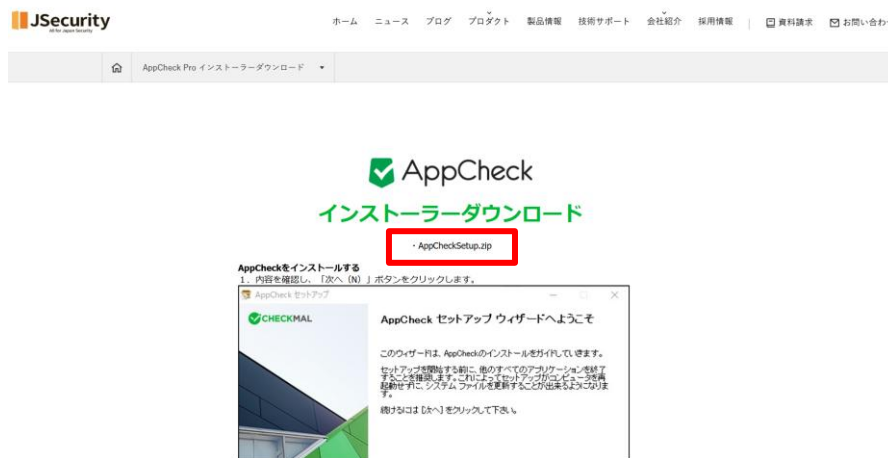 JSecurity
All for Japan Security
ホーム ニュース ブログ プロダクト 製品情報 技術サポート 会社紹介 採用情報 資料請求 お問い合わ
AppCheck Pro インストーラーダウンロード
AppCheck
インストーラーダウンロード
・AppCheckSetup.zip
AppCheckをインストールする
1. 内容を確認し、「次へ (N) 」ボタンをクリックします。
AppCheck セットアップ
CHECKMAL
AppCheck セットアップ ウィザードへようこそ
このウィザードは、AppCheckのインストールをガイドしていきます。
セットアップを開始する前に、他のすべてのアプリケーションを終了
することを推奨します。これによってセットアップがコンピュータを再
起動せずに、システム ファイルを更新することが出来るようになりま
す。
続けるには [次へ] をクリックして下さい。